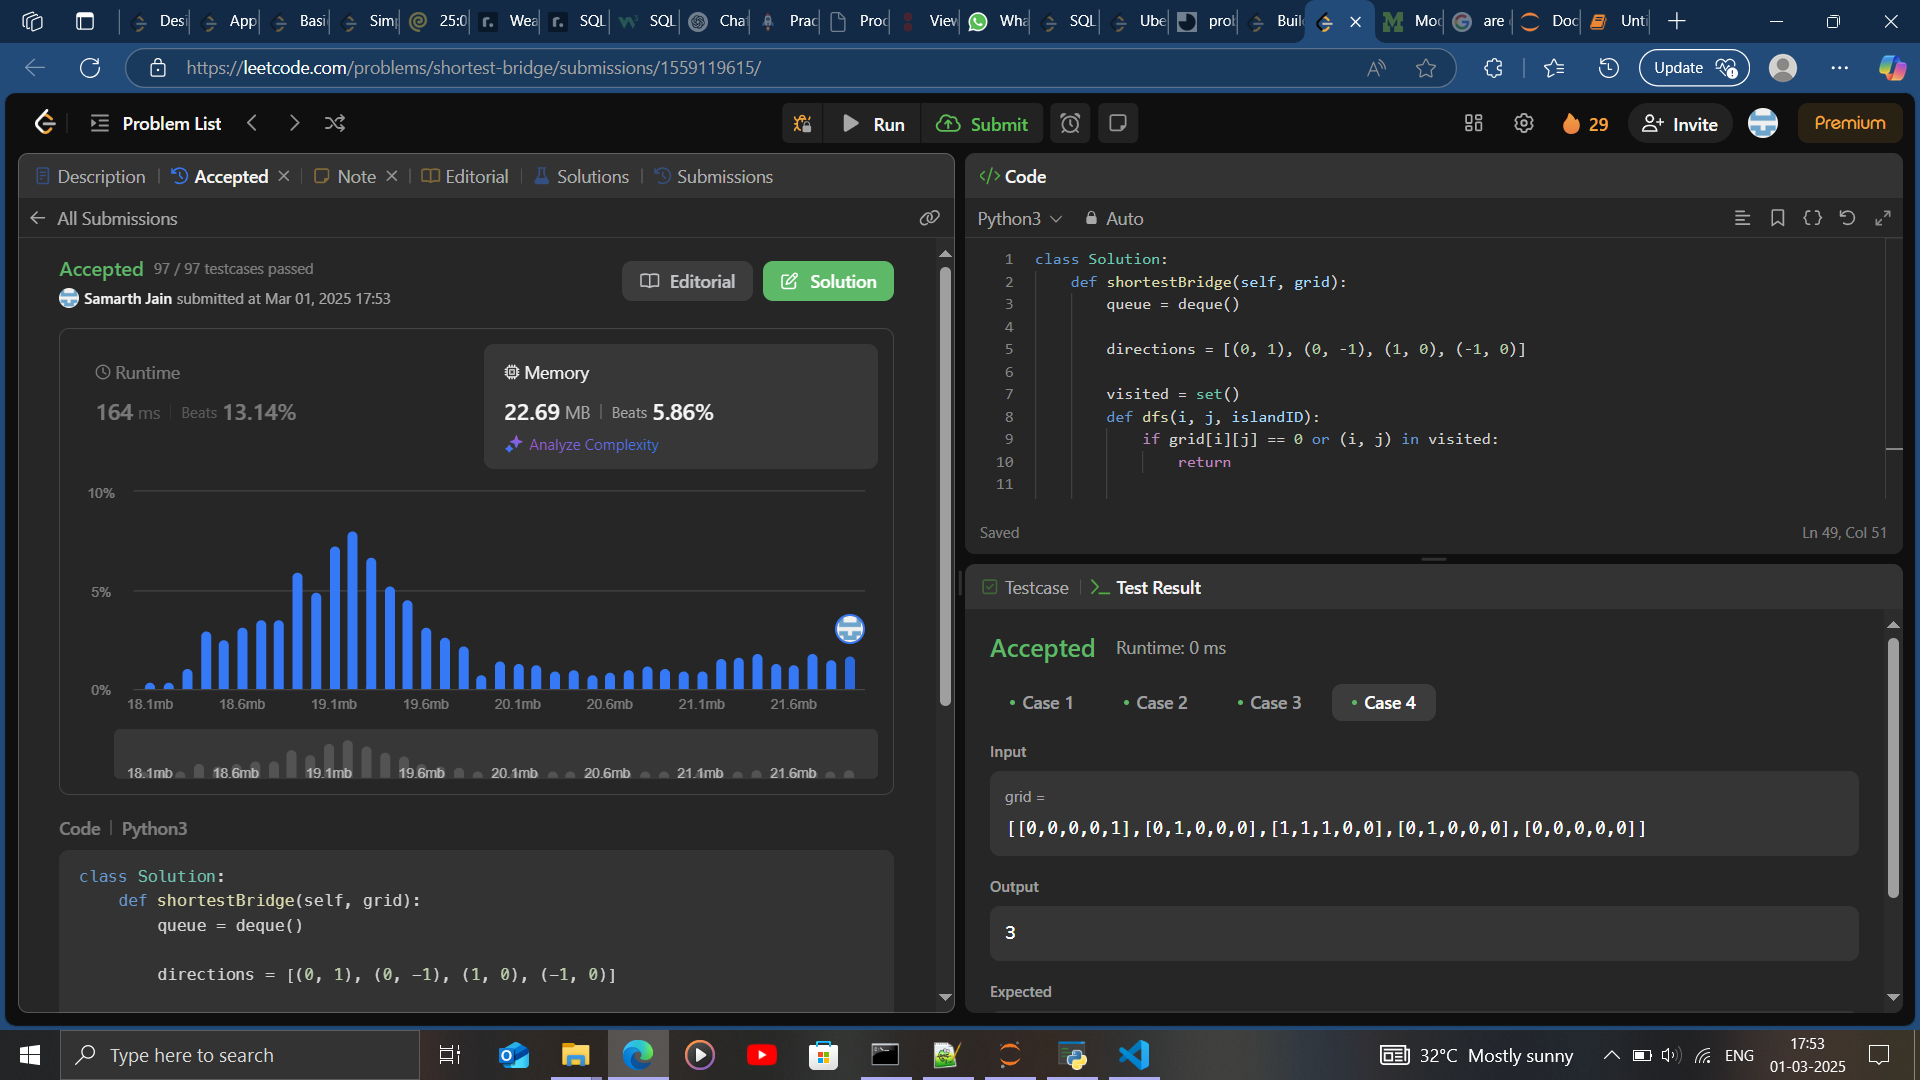 Desi
App
Basi
Sim
25:0
Wea
SQL
SQL
Cha
Prac
Proc
View
Wha
SQL
Ube
prob
Buil
Moc
are
Doc
Unti
https://leetcode.com/problems/shortest-bridge/submissions/1559119615/
Update
Problem List
Run
Submit
29
Invite
Premium
Description
Accepted
Note
Editorial
Solutions
Submissions
All Submissions
Accepted 97 / 97 testcases passed
Samarth Jain submitted at Mar 01, 2025 17:53
Editorial
Solution
Runtime
164 ms | Beats 13.14%
Memory
22.69 MB | Beats 5.86%
Analyze Complexity
10%
5%
0%
18.1mb 18.6mb 19.1mb 19.6mb 20.1mb 20.6mb 21.1mb 21.6mb
18.1mb 18.6mb 19.1mb 19.6mb 20.1mb 20.6mb 21.1mb 21.6mb
Code | Python3
class Solution:
def shortestBridge(self, grid):
queue = deque()
directions = [(0, 1), (0, -1), (1, 0), (-1, 0)]
</> Code
Python3
Auto
1 class Solution:
2 def shortestBridge(self, grid):
3 queue = deque()
4
5 directions = [(0, 1), (0, -1), (1, 0), (-1, 0)]
6
7 visited = set()
8 def dfs(i, j, islandID):
9 if grid[i][j] == 0 or (i, j) in visited:
10 return
11
Saved
Ln 49, Col 51
Testcase
Test Result
Accepted Runtime: 0 ms
• Case 1
• Case 2
• Case 3
• Case 4
Input
grid =
[[0,0,0,0,1],[0,1,0,0,0],[1,1,1,0,0],[0,1,0,0,0],[0,0,0,0,0]]
Output
3
Expected
Type here to search
32°C Mostly sunny
ENG
17:53
01-03-2025